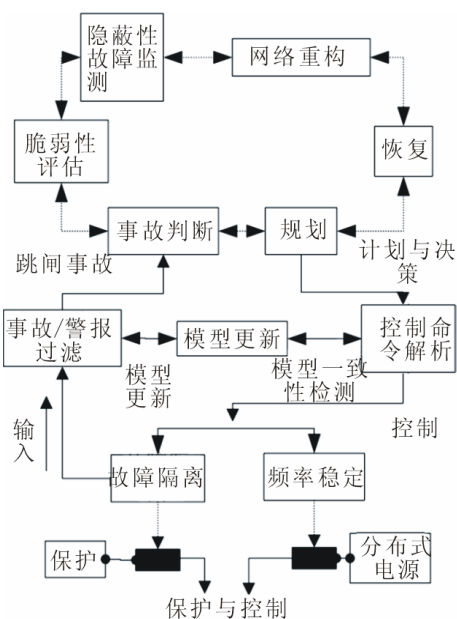 隐蔽性
故障监
测
网络重构
脆弱性
评估
恢复
事故判断
规划
跳闸事故
计划与决
策
事故/警报
过滤
模型更新
控制命
令解析
模型
更新
模型一致
性检测
输
入
控制
故障隔离
频率稳定
保护
分布式
电源
保护与控制